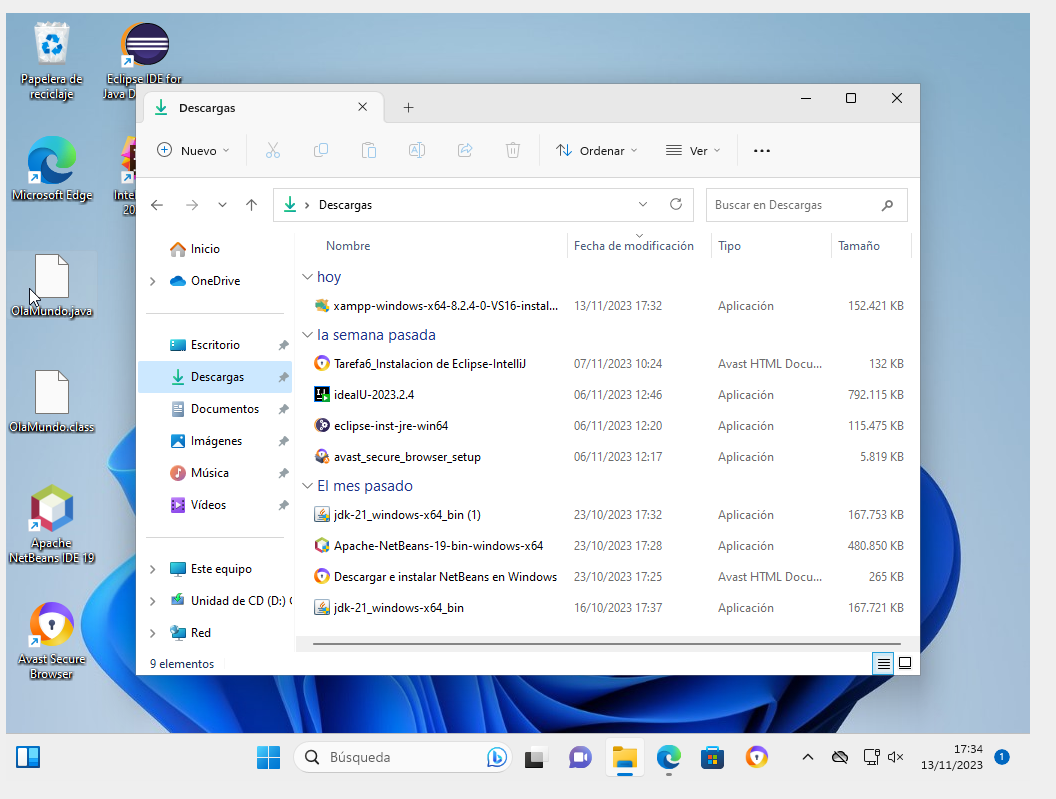 Papelera de
reciclaje
Eclipse IDE for
Java D
Microsoft Edge
Intel
20
OlaMundo.java
OlaMundo.class
Apache
NetBeans IDE 19
Avast Secure
Browser
Descargas
Nuevo
Ordenar
Ver
Descargas
Buscar en Descargas
Inicio
OneDrive
Escritorio
Descargas
Documentos
Imágenes
Música
Vídeos
Este equipo
Unidad de CD (D:)
Red
Nombre Fecha de modificación Tipo Tamaño
hoy
xampp-windows-x64-8.2.4-0-VS16-instal... 13/11/2023 17:32 Aplicación 152.421 KB
la semana pasada
Tarefa6_Instalacion de Eclipse-IntelliJ 07/11/2023 10:24 Avast HTML Docu... 132 KB
idealU-2023.2.4 06/11/2023 12:46 Aplicación 792.115 KB
eclipse-inst-jre-win64 06/11/2023 12:20 Aplicación 115.475 KB
avast_secure_browser_setup 06/11/2023 12:17 Aplicación 5.819 KB
El mes pasado
jdk-21_windows-x64_bin (1) 23/10/2023 17:32 Aplicación 167.753 KB
Apache-NetBeans-19-bin-windows-x64 23/10/2023 17:28 Aplicación 480.850 KB
Descargar e instalar NetBeans en Windows 23/10/2023 17:25 Avast HTML Docu... 265 KB
jdk-21_windows-x64_bin 16/10/2023 17:37 Aplicación 167.721 KB
9 elementos
Búsqueda
17:34
13/11/2023
1